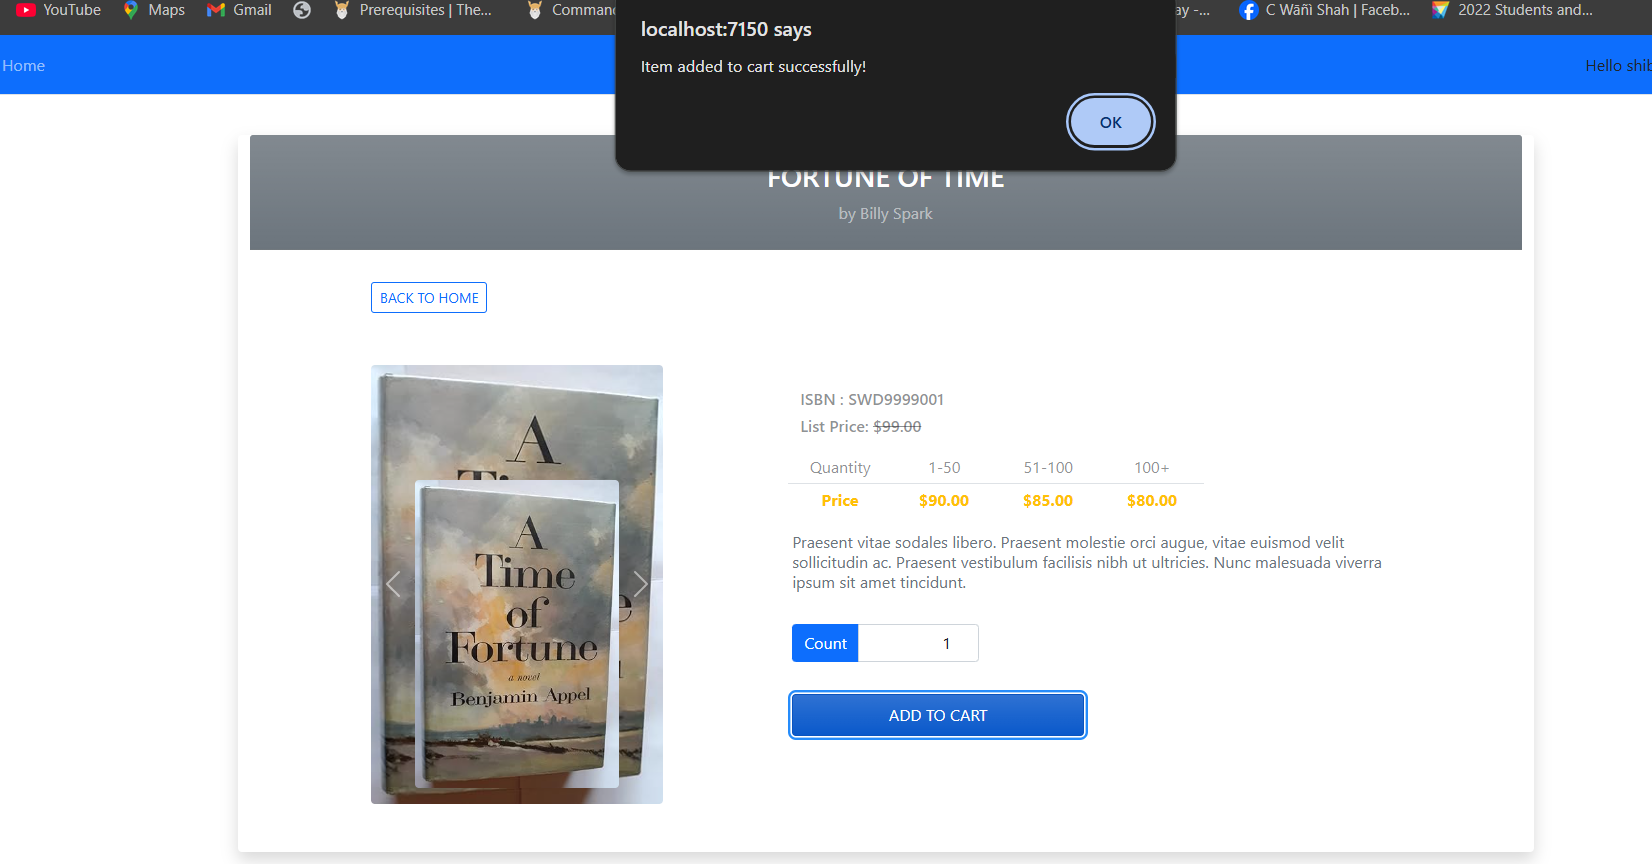 YouTube Maps Gmail Prerequisites | The... ay -... C Wāñì Shah | Faceb... 2022 Students and...
localhost:7150 says
Item added to cart successfully!
OK
Home Hello
FORTUNE OF TIME
by Billy Spark
BACK TO HOME
A
A
Time
of
Fortune
a novel
Benjamin Appel
ISBN : SWD9999001
List Price: $99.00
Quantity 1-50 51-100 100+
Price $90.00 $85.00 $80.00
Praesent vitae sodales libero. Praesent molestie orci augue, vitae euismod velit
sollicitudin ac. Praesent vestibulum facilisis nibh ut ultricies. Nunc malesuada viverra
ipsum sit amet tincidunt.
Count 1
ADD TO CART